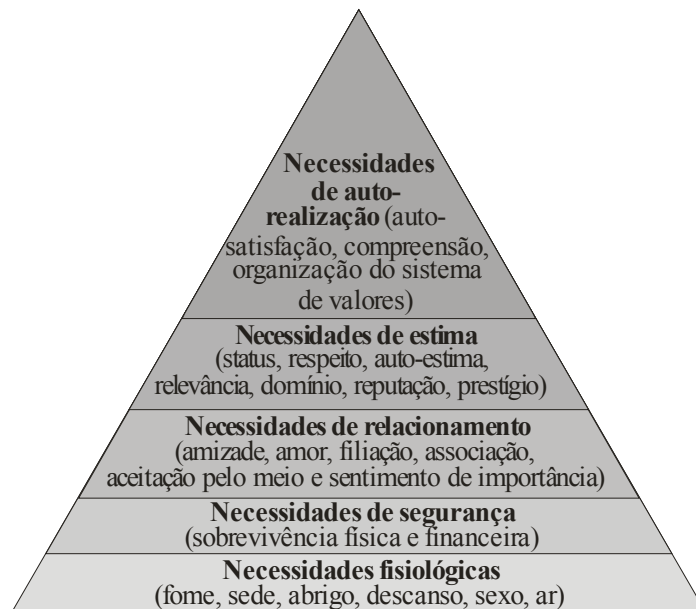 Necessidades
de auto-
realização (auto-
satisfação, compreensão,
organização do sistema
de valores)
Necessidades de estima
(status, respeito, auto-estima,
relevância, domínio, reputação, prestígio)
Necessidades de relacionamento
(amizade, amor, filiação, associação,
aceitação pelo meio e sentimento de importância)
Necessidades de segurança
(sobrevivência física e financeira)
Necessidades fisiológicas
(fome, sede, abrigo, descanso, sexo, ar)